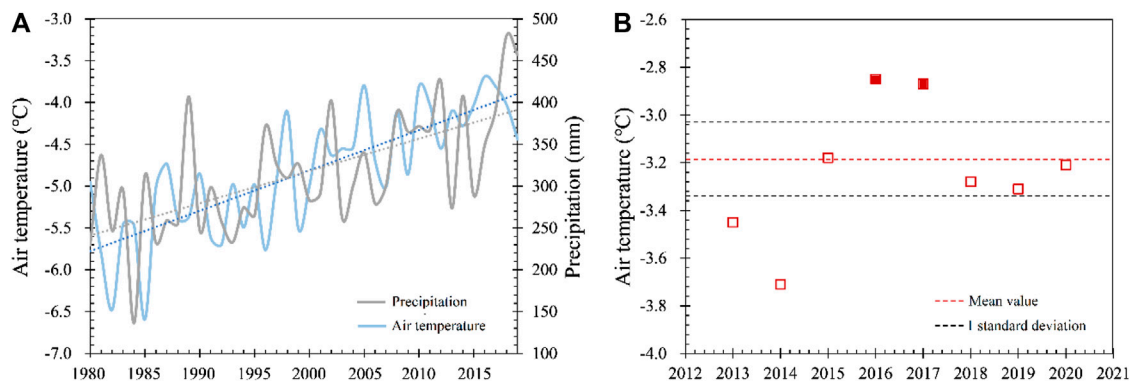 A
Air temperature (℃)
-3.0
-3.5
-4.0
-4.5
-5.0
-5.5
-6.0
-6.5
-7.0
500
450
400
350
300
250
200
150
100
Precipitation (mm)
Precipitation
Air temperature
1980 1985 1990 1995 2000 2005 2010 2015
B
Air temperature (℃)
-2.6
-2.8
-3.0
-3.2
-3.4
-3.6
-3.8
-4.0
Mean value
1 standard deviation
2012 2013 2014 2015 2016 2017 2018 2019 2020 2021